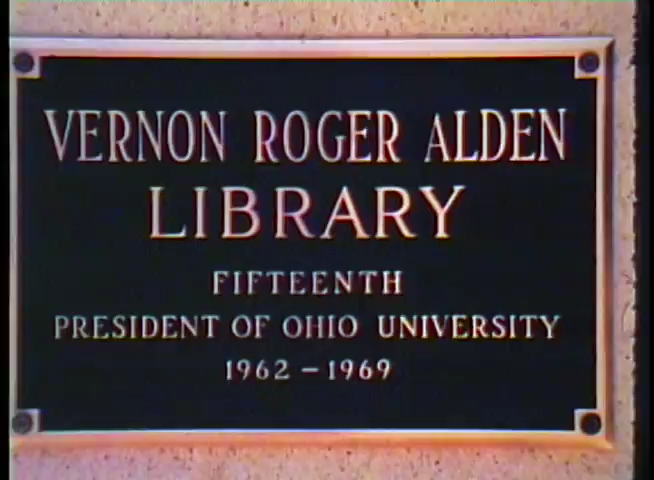 VERNON ROGER ALDEN
LIBRARY
FIFTEENTH
PRESIDENT OF OHIO UNIVERSITY
1962 – 1969